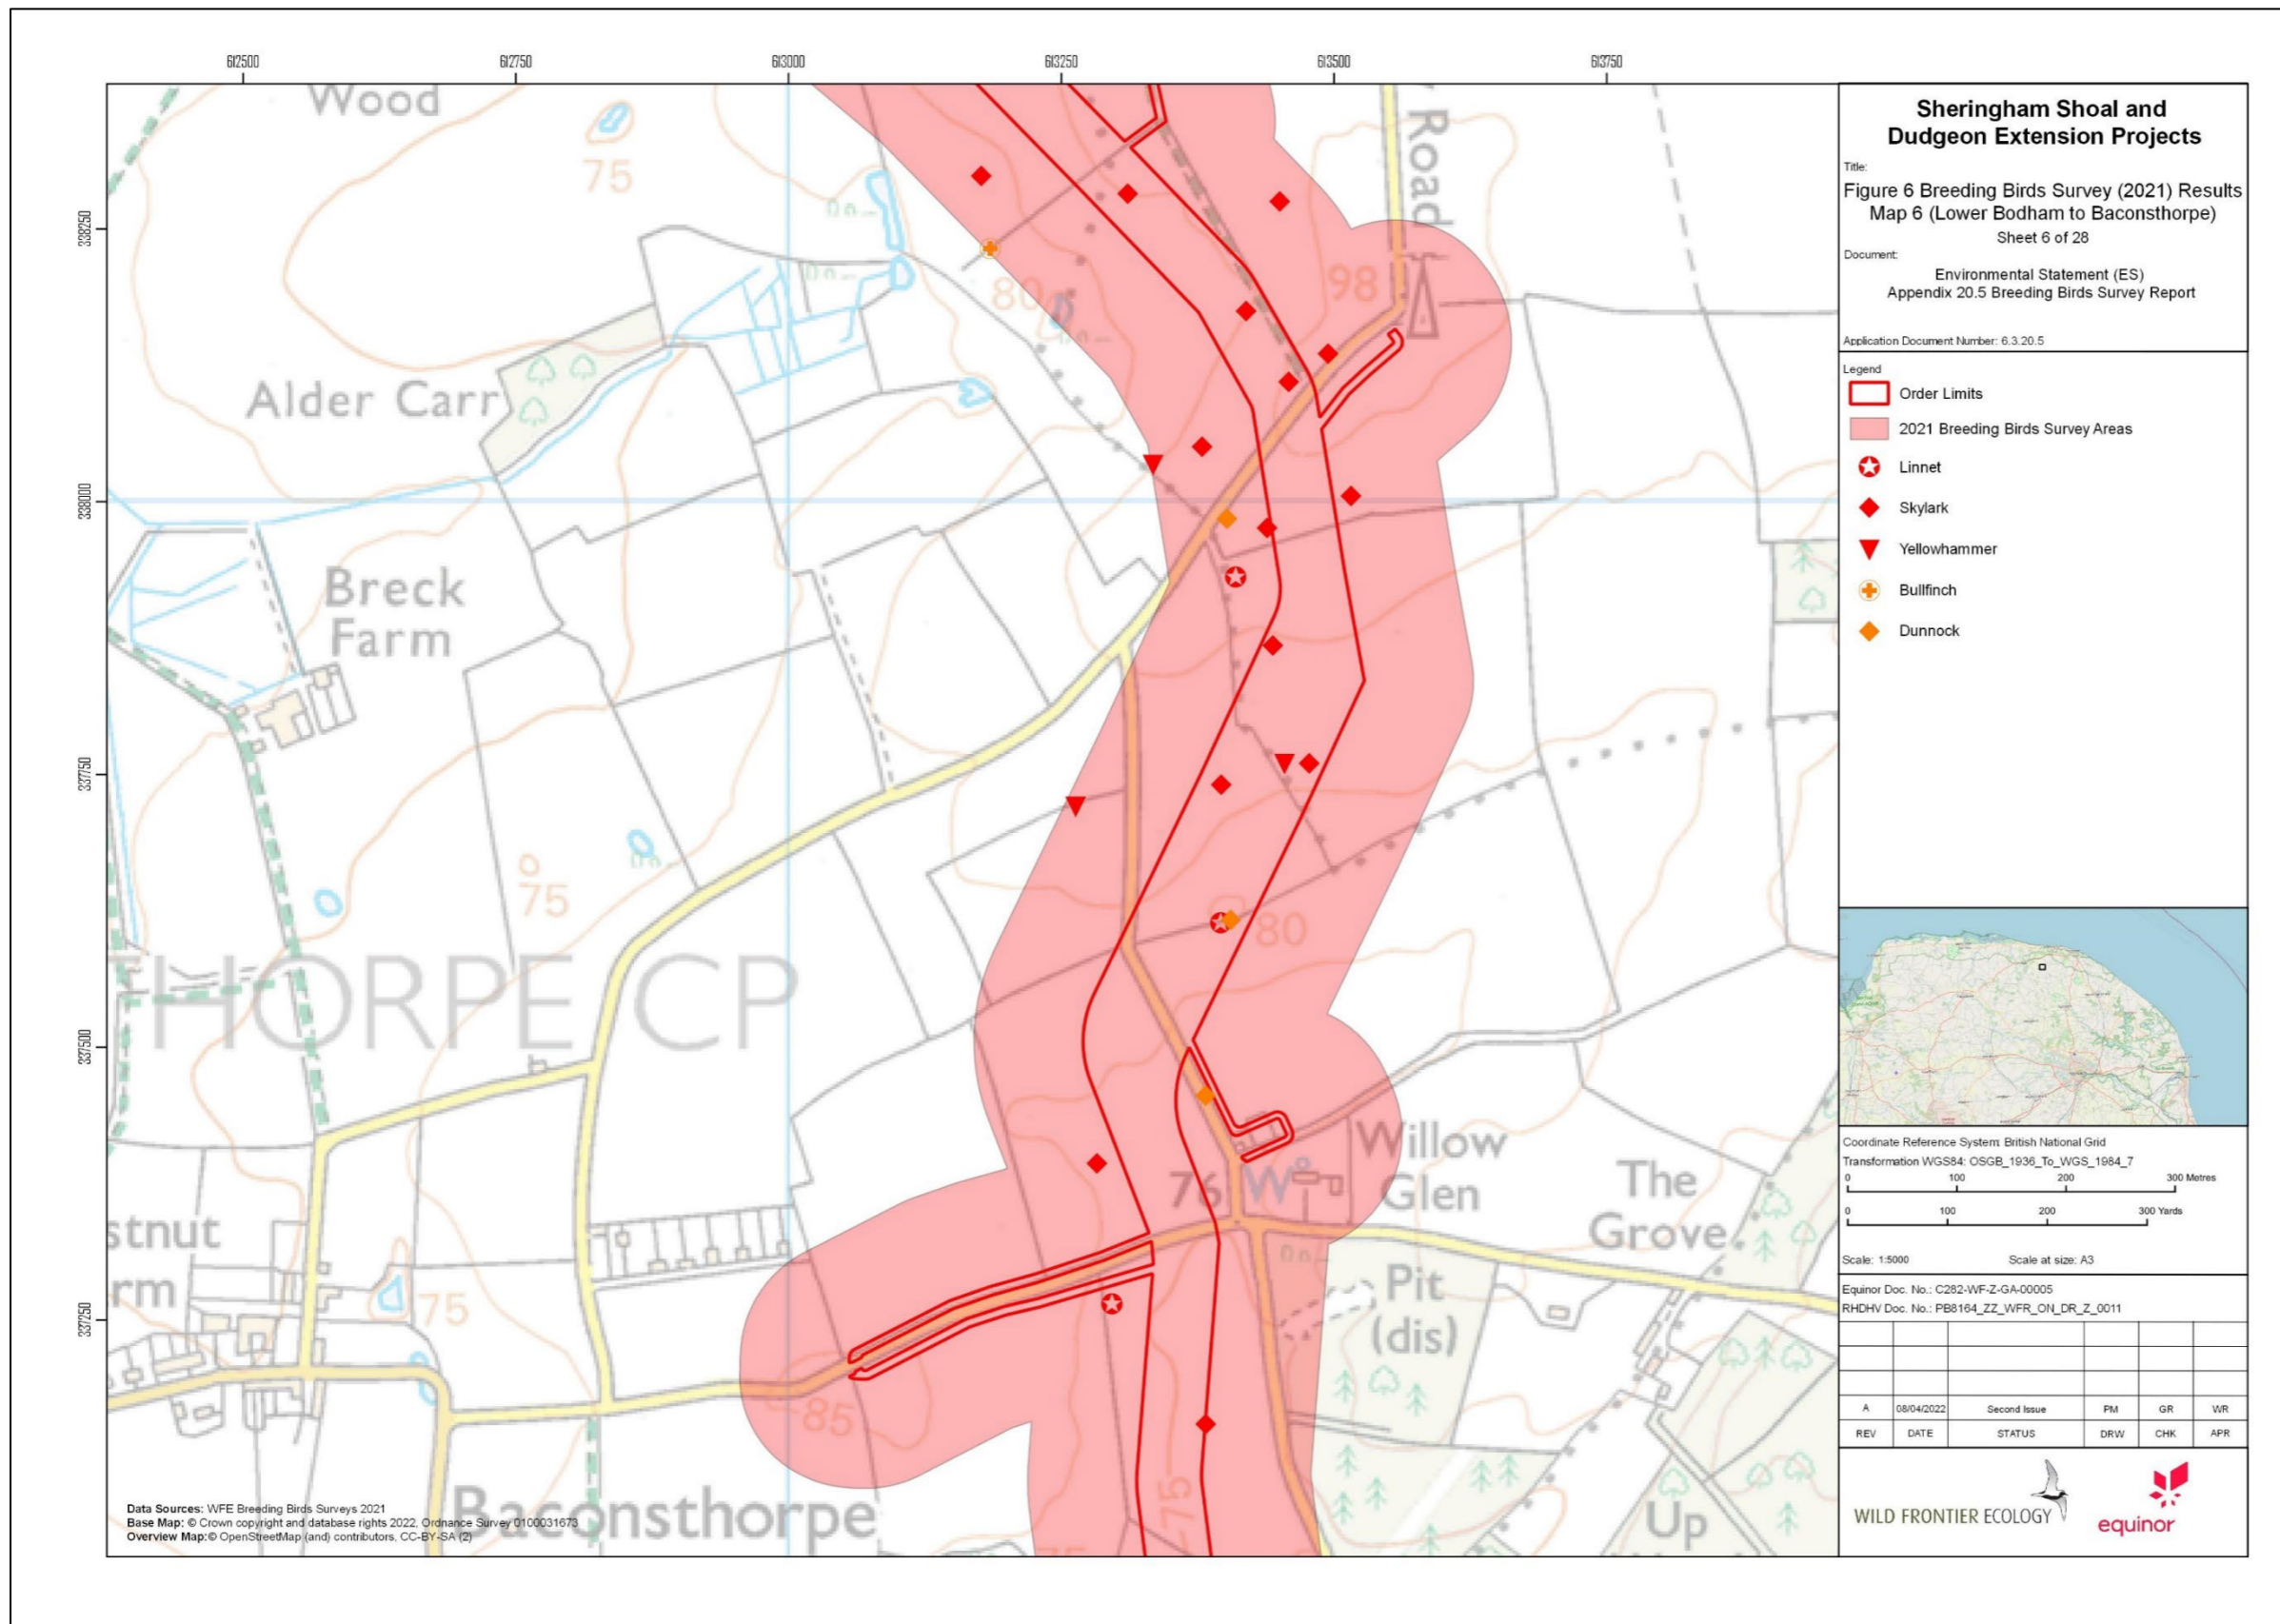 612500
612750
613000
613250
613500
613750
338250
338000
337750
337500
337250
Wood
75
Road
98
80
Alder Carr
Breck
Farm
75
80
THORPE CP
Willow
Glen
76
W
The
Grove
stnut
rm
75
Pit
(dis)
85
75
75
Baconsthorpe
Up
Data Sources: WFE Breeding Birds Surveys 2021
Base Map: © Crown copyright and database rights 2022, Ordnance Survey 0100031673
Overview Map:© OpenStreetMap (and) contributors, CC-BY-SA (2)
Sheringham Shoal and
Dudgeon Extension Projects
Title:
Figure 6 Breeding Birds Survey (2021) Results
Map 6 (Lower Bodham to Baconsthorpe)
Sheet 6 of 28
Document:
Environmental Statement (ES)
Appendix 20.5 Breeding Birds Survey Report
Application Document Number: 6.3.20.5
Legend
Order Limits
2021 Breeding Birds Survey Areas
Linnet
Skylark
Yellowhammer
Bullfinch
Dunnock
Coordinate Reference System: British National Grid
Transformation WGS84: OSGB_1936_To_WGS_1984_7
0 100 200 300 Metres
0 100 200 300 Yards
Scale: 1:5000 Scale at size: A3
Equinor Doc. No.: C282-WF-Z-GA-00005
RHDHV Doc. No.: PB8164_ZZ_WFR_ON_DR_Z_0011
A 08/04/2022 Second Issue PM GR WR
REV DATE STATUS DRW CHK APR
WILD FRONTIER ECOLOGY
equinor